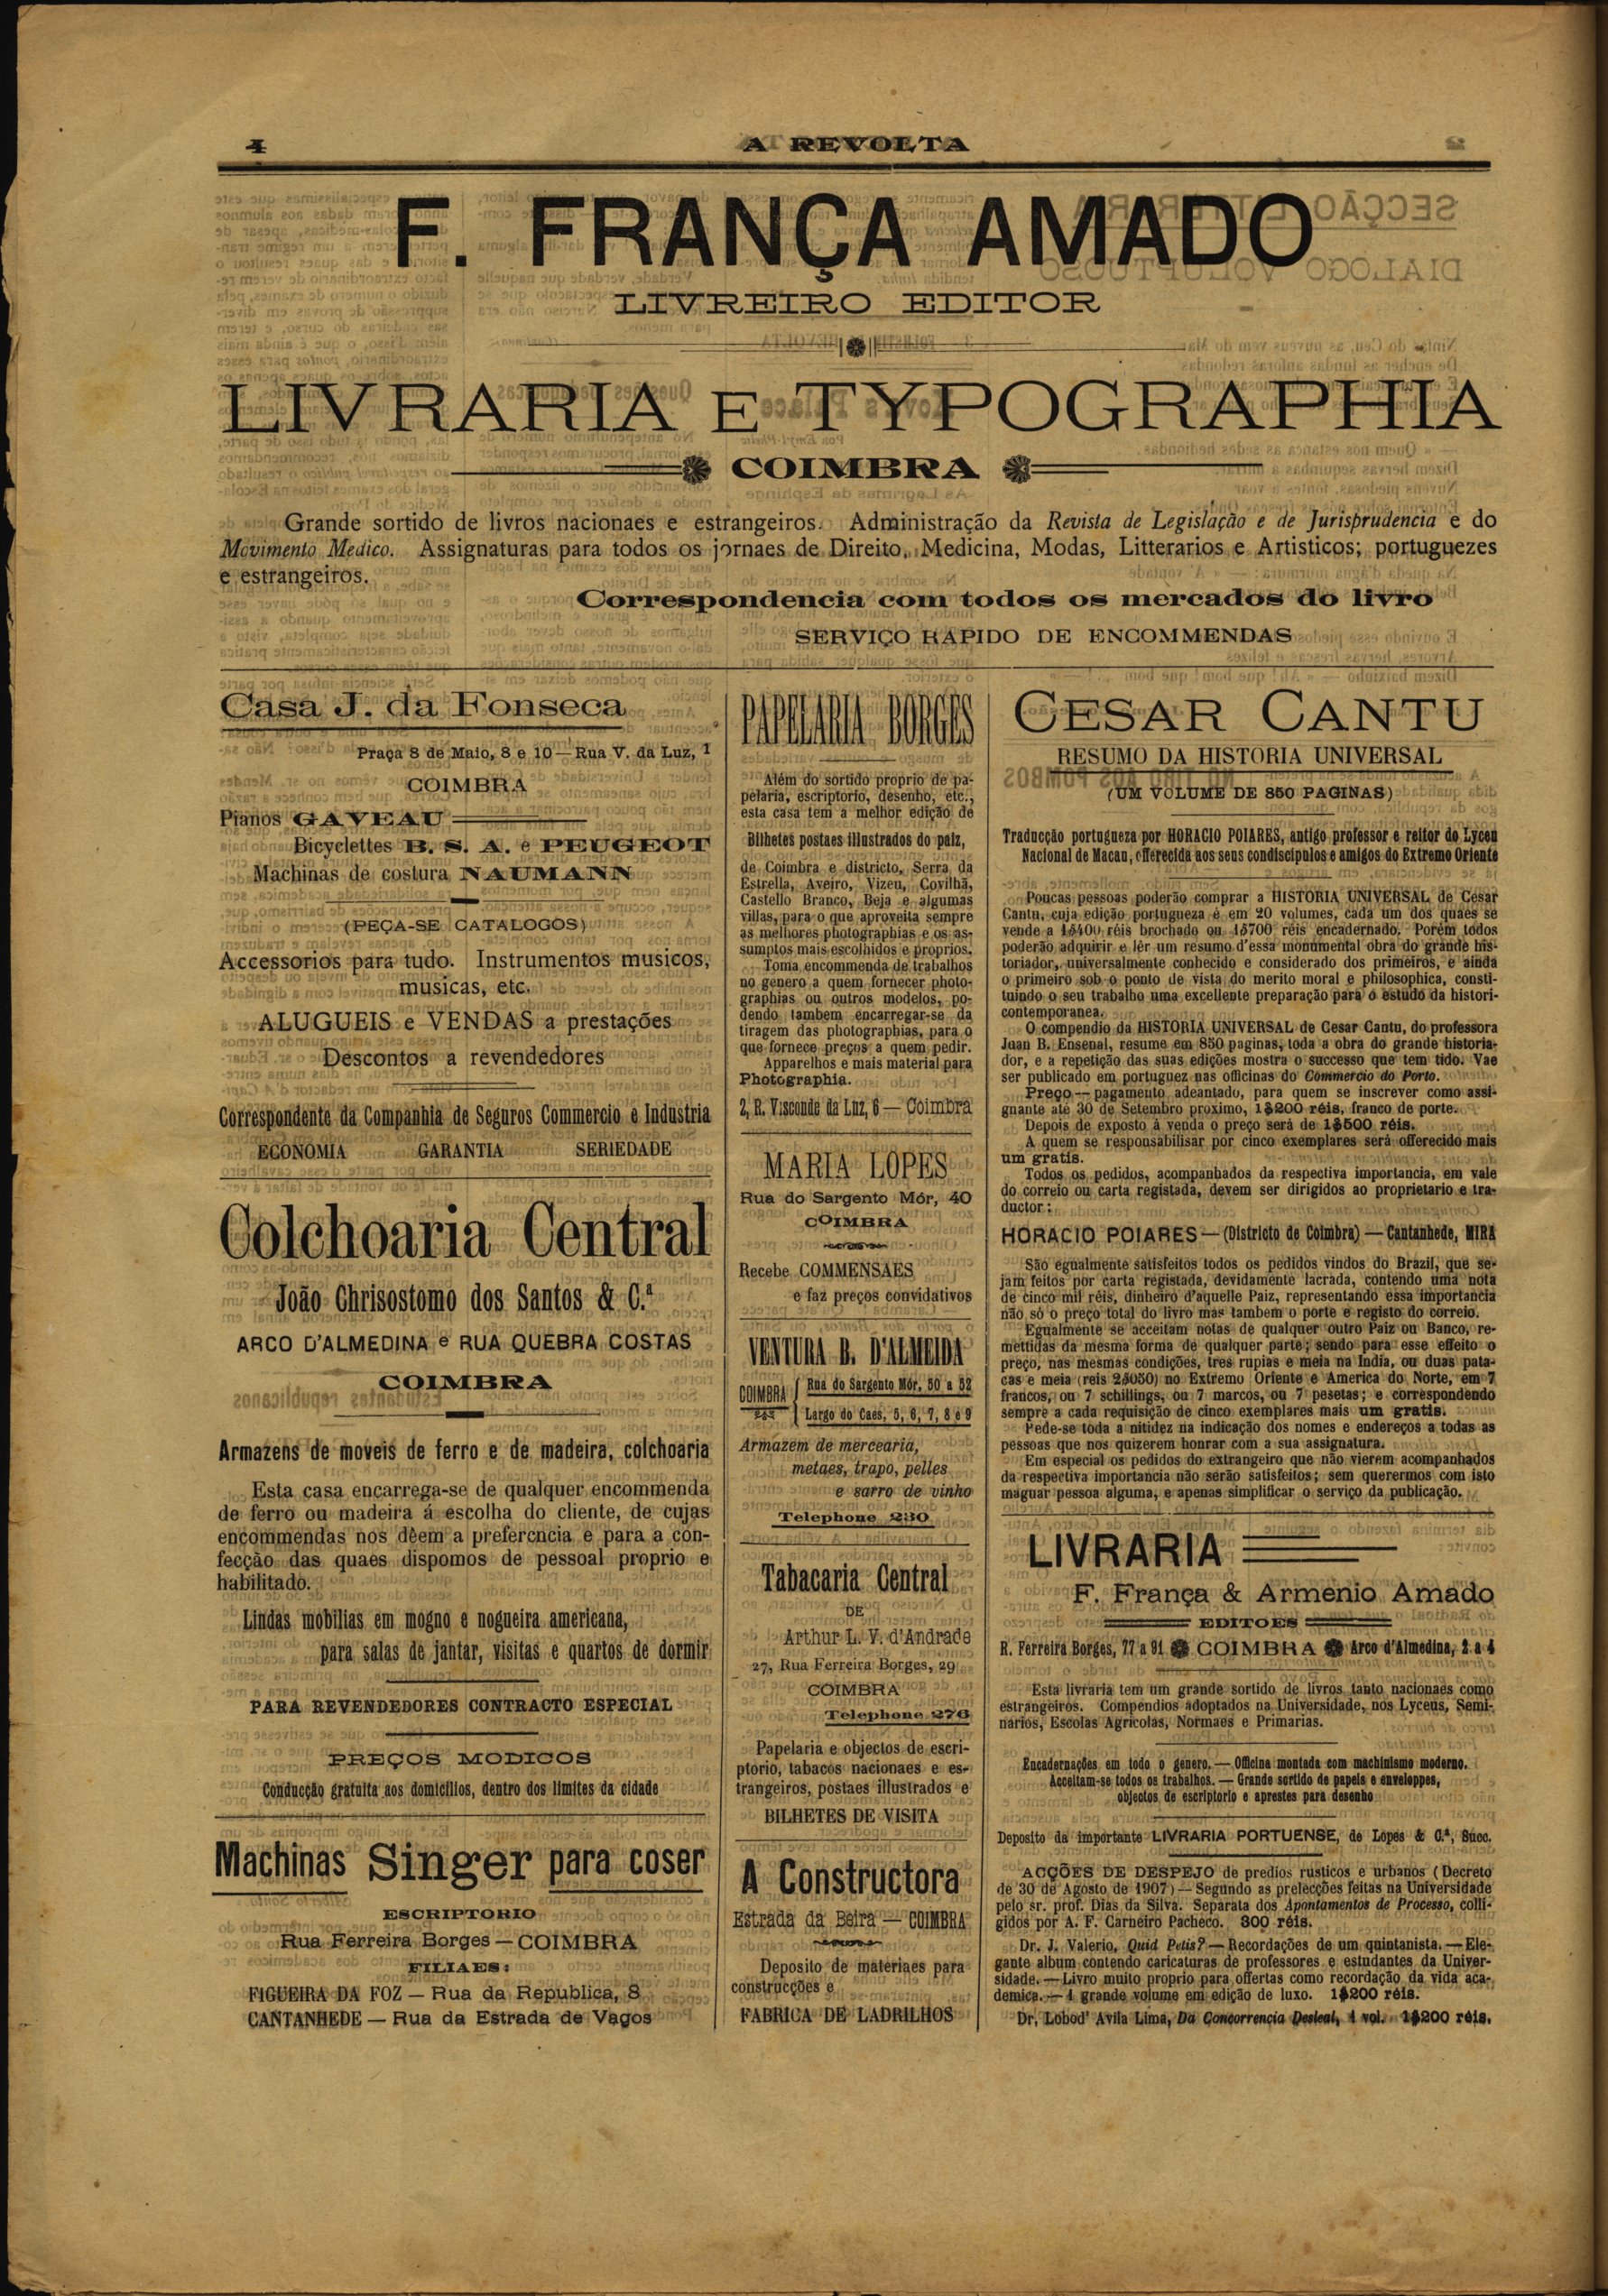 4
A REVOLTA
F. FRANÇA AMADO
LIVREIRO EDITOR
LIVRARIA E TYPOGRAPHIA
COIMBRA
Grande sortido de livros nacionaes e estrangeiros. Administração da Revista de Legislação e de Jurisprudencia e do
Movimento Medico. Assignaturas para todos os jornaes de Direito, Medicina, Modas, Litterarios e Artisticos; portuguezes
e estrangeiros.
Correspondencia com todos os mercados do livro
SERVIÇO RAPIDO DE ENCOMMENDAS
Casa J. da Fonseca
Praça 8 de Maio, 8 e 10 — Rua V. da Luz, 1
COIMBRA
Pianos GAVEAU
Bicyclettes B. S. A. e PEUGEOT
Machinas de costura NAUMANN
(PEÇA-SE CATALOGOS)
Accessorios para tudo. Instrumentos musicos,
musicas, etc.
ALUGUEIS e VENDAS a prestações
Descontos a revendedores
Correspondente da Companhia de Seguros Commercio e Industria
ECONOMIA GARANTIA SERIEDADE
Colchoaria Central
João Chrisostomo dos Santos & C.ª
ARCO D'ALMEDINA e RUA QUEBRA COSTAS
COIMBRA
Armazens de moveis de ferro e de madeira, colchoaria
Esta casa encarrega-se de qualquer encommenda
de ferro ou madeira á escolha do cliente, de cujas
encommendas nos dêem a preferencia e para a con-
fecção das quaes dispomos de pessoal proprio e
habilitado.
Lindas mobilias em mogno e nogueira americana,
para salas de jantar, visitas e quartos de dormir
PARA REVENDEDORES CONTRACTO ESPECIAL
PREÇOS MODICOS
Conducção gratuita aos domicilios, dentro dos limites da cidade
Machinas Singer para coser
ESCRIPTORIO
Rua Ferreira Borges — COIMBRA
FILIAES:
FIGUEIRA DA FOZ — Rua da Republica, 8
CANTANHEDE — Rua da Estrada de Vagos
PAPELARIA BORGES
Além do sortido proprio de pa-
pelaria, escriptorio, desenho, etc.,
esta casa tem a melhor edição de
Bilhetes postaes illustrados do paiz,
de Coimbra e districto, Serra da
Estrella, Aveiro, Vizeu, Covilhã,
Castello Branco, Beja e algumas
villas, para o que aproveita sempre
as melhores photographias e os as-
sumptos mais escolhidos e proprios.
Toma encommenda de trabalhos
no genero a quem fornecer photo-
graphias ou outros modelos, po-
dendo tambem encarregar-se da
tiragem das photographias, para o
que fornece preços a quem pedir.
Apparelhos e mais material para
Photographia.
2, R. Visconde da Luz, 6 — Coimbra
MARIA LOPES
Rua do Sargento Mór, 40
COIMBRA
Recebe COMMENSAES
e faz preços convidativos
VENTURA B. D'ALMEIDA
COIMBRA
Rua do Sargento Mór, 50 a 52
Largo do Caes, 5, 6, 7, 8 e 9
Armazem de mercearia,
metaes, trapo, pelles
e sarro de vinho
Telephone 230
Tabacaria Central
DE
Arthur L. V. d'Andrade
27, Rua Ferreira Borges, 29
COIMBRA
Telephone 276
Papelaria e objectos de escri-
ptorio, tabacos nacionaes e es-
trangeiros, postaes illustrados e
BILHETES DE VISITA
A Constructora
Estrada da Beira — COIMBRA
Deposito de materiaes para
construcções e
FABRICA DE LADRILHOS
CESAR CANTU
RESUMO DA HISTORIA UNIVERSAL
(UM VOLUME DE 850 PAGINAS)
Traducção portugueza por HORACIO POIARES, antigo professor e reitor do Lyceu
Nacional de Macau, offerecida aos seus condiscipulos e amigos do Extremo Oriente
Poucas pessoas poderão comprar a HISTORIA UNIVERSAL de Cesar
Cantu, cuja edição portugueza é em 20 volumes, cada um dos quaes se
vende a 1$400 réis brochado ou 1$700 réis encadernado. Porém todos
poderão adquirir e lêr um resumo d'essa monumental obra do grande his-
toriador, universalmente conhecido e considerado dos primeiros, e ainda
o primeiro sob o ponto de vista do merito moral e philosophica, consti-
tuindo o seu trabalho uma excellente preparação para o estudo da histori-
contemporanea.
O compendio da HISTORIA UNIVERSAL de Cesar Cantu, do professora
Juan B. Ensenal, resume em 850 paginas, toda a obra do grande historia-
dor, e a repetição das suas edições mostra o successo que tem tido. Vae
ser publicado em portuguez nas officinas do Commercio do Porto.
Preço — pagamento adeantado, para quem se inscrever como assi-
gnante até 30 de Setembro proximo, 1$200 réis, franco de porte.
Depois de exposto á venda o preço será de 1$500 réis.
A quem se responsabilisar por cinco exemplares será offerecido mais
um gratis.
Todos os pedidos, acompanhados da respectiva importancia, em vale
do correio ou carta registada, devem ser dirigidos ao proprietario e tra-
ductor:
HORACIO POIARES — (Districto de Coimbra) — Cantanhede, MIRA
São egualmente satisfeitos todos os pedidos vindos do Brazil, que se-
jam feitos por carta registada, devidamente lacrada, contendo uma nota
de cinco mil réis, dinheiro d'aquelle Paiz, representando essa importancia
não só o preço total do livro mas tambem o porte e registo do correio.
Egualmente se acceitam notas de qualquer outro Paiz ou Banco, re-
mettidas da mesma fórma de qualquer parte; sendo para esse effeito o
preço, nas mesmas condições, tres rupias e meia na India, ou duas pata-
cas e meia (reis 2$050) no Extremo Oriente e America do Norte, em 7
francos, ou 7 schillings, ou 7 marcos, ou 7 pesetas; e correspondendo
sempre a cada requisição de cinco exemplares mais um gratis.
Pede-se toda a nitidez na indicação dos nomes e endereços a todas as
pessoas que nos quizerem honrar com a sua assignatura.
Em especial os pedidos do extrangeiro que não vierem acompanhados
da respectiva importancia não serão satisfeitos; sem querermos com isto
maguar pessoa alguma, e apenas simplificar o serviço da publicação.
LIVRARIA
F. França & Armenio Amado
EDITOES
R. Ferreira Borges, 77 a 91 COIMBRA Arco d'Almedina, 2 a 4
Esta livraria tem um grande sortido de livros tanto nacionaes como
estrangeiros. Compendios adoptados na Universidade, nos Lyceus, Semi-
narios, Escolas Agricolas, Normaes e Primarias.
Encadernações em todo o genero. — Officina montada com machinismo moderno.
Acceitam-se todos os trabalhos. — Grande sortido de papeis e enveloppes,
objectos de escriptorio e aprestes para desenho
Deposito da importante LIVRARIA PORTUENSE, de Lopes & C.ª, Succ.
ACÇÕES DE DESPEJO de predios rusticos e urbanos (Decreto
de 30 de Agosto de 1907) — Segundo as prelecções feitas na Universidade
pelo sr. prof. Dias da Silva. Separata dos Apontamentos de Processo, colli-
gidos por A. F. Carneiro Pacheco. 300 réis.
Dr. J. Valerio, Quid Petis? — Recordações de um quintanista. — Ele-
gante album contendo caricaturas de professores e estudantes da Univer-
sidade. — Livro muito proprio para offertas como recordação da vida aca-
demica. — 1 grande volume em edição de luxo. 1$200 réis.
Dr. Lobod' Avila Lima, Da Concorrencia Desleal, 1 vol. 1$200 réis.